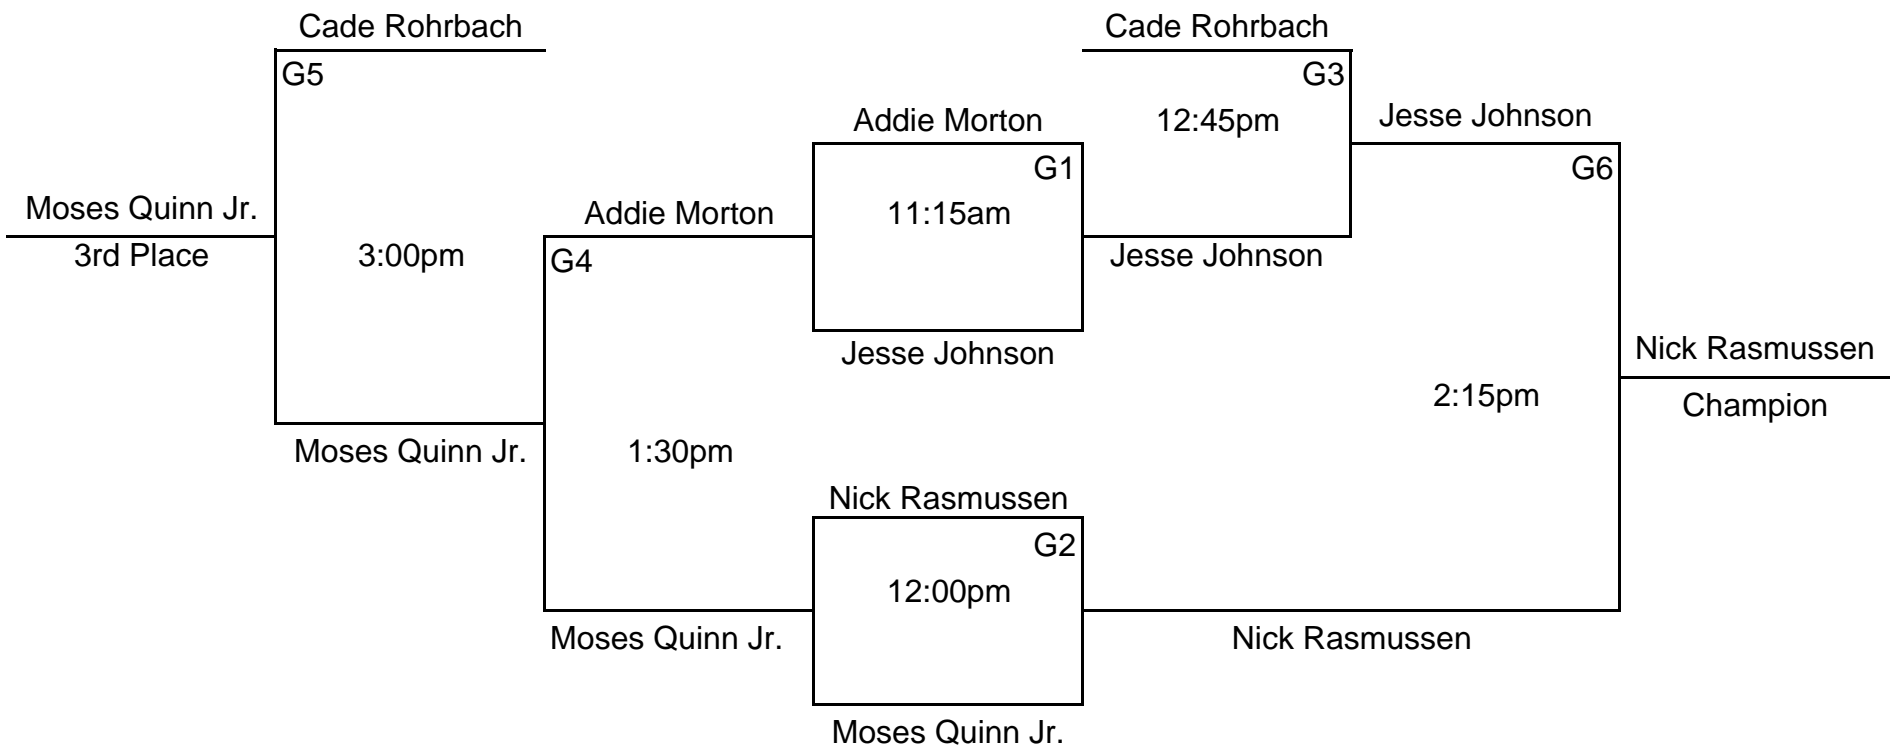 Cade Rohrbach
Cade Rohrbach
G5
G3
Addie Morton
12:45pm
Jesse Johnson
G1
G6
Moses Quinn Jr.
Addie Morton
11:15am
3rd Place
3:00pm
G4
Jesse Johnson
Jesse Johnson
Nick Rasmussen
2:15pm
Champion
Moses Quinn Jr.
1:30pm
Nick Rasmussen
G2
12:00pm
Moses Quinn Jr.
Nick Rasmussen
Moses Quinn Jr.